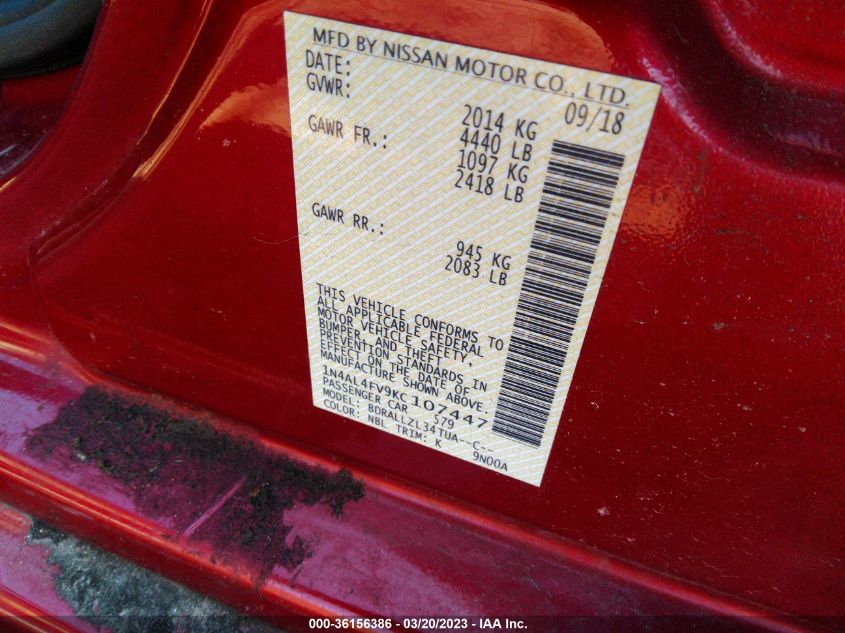 MFD BY NISSAN MOTOR CO., LTD.
DATE: 09/18
GVWR: 2014 KG
4440 LB
GAWR FR.: 1097 KG
2418 LB
GAWR RR.: 945 KG
2083 LB
THIS VEHICLE CONFORMS TO
ALL APPLICABLE FEDERAL
MOTOR VEHICLE SAFETY,
BUMPER, AND THEFT
PREVENTION STANDARDS IN
EFFECT ON THE DATE OF
MANUFACTURE SHOWN ABOVE.
1N4AL4FV9KC107447
PASSENGER CAR 579
MODEL: BDRALLZL34TUA--C-
COLOR: NBL TRIM: K 9N00A
000-36156386 - 03/20/2023 - IAA Inc.